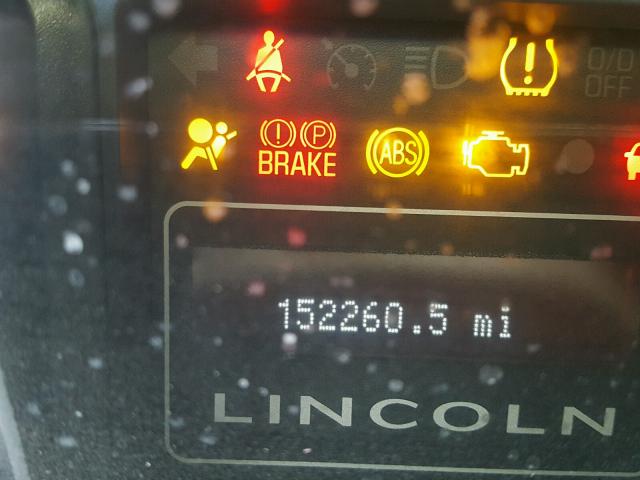 O/D
OFF
! P
BRAKE
ABS
152260.5 mi
LINCOLN